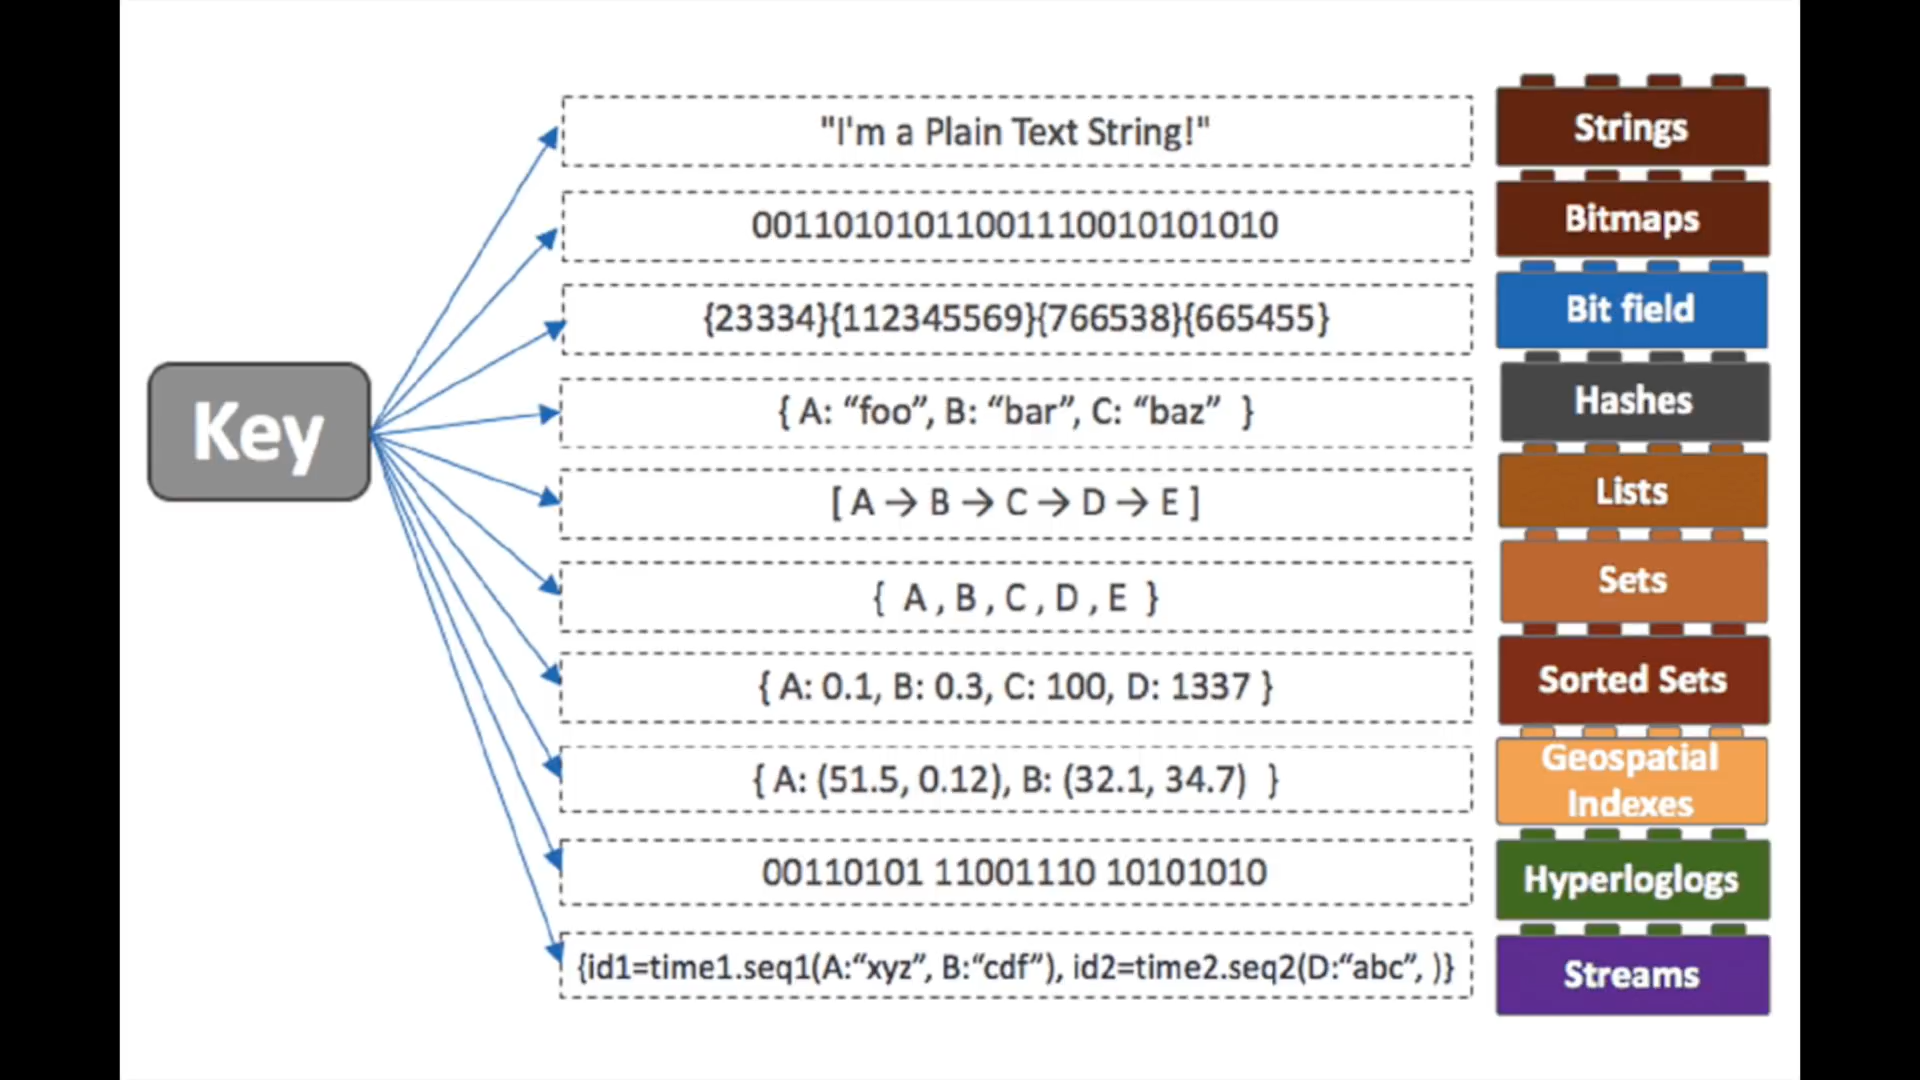 Key
"I'm a Plain Text String!"
Strings
00110101011001110010101010
Bitmaps
{23334}{112345569}{766538}{665455}
Bit field
{ A: “foo”, B: “bar”, C: “baz” }
Hashes
[ A → B → C → D → E ]
Lists
{ A , B , C , D , E }
Sets
{ A: 0.1, B: 0.3, C: 100, D: 1337 }
Sorted Sets
{ A: (51.5, 0.12), B: (32.1, 34.7) }
Geospatial
Indexes
00110101 11001110 10101010
Hyperloglogs
{id1=time1.seq1(A:“xyz”, B:“cdf”), id2=time2.seq2(D:“abc”, )}
Streams